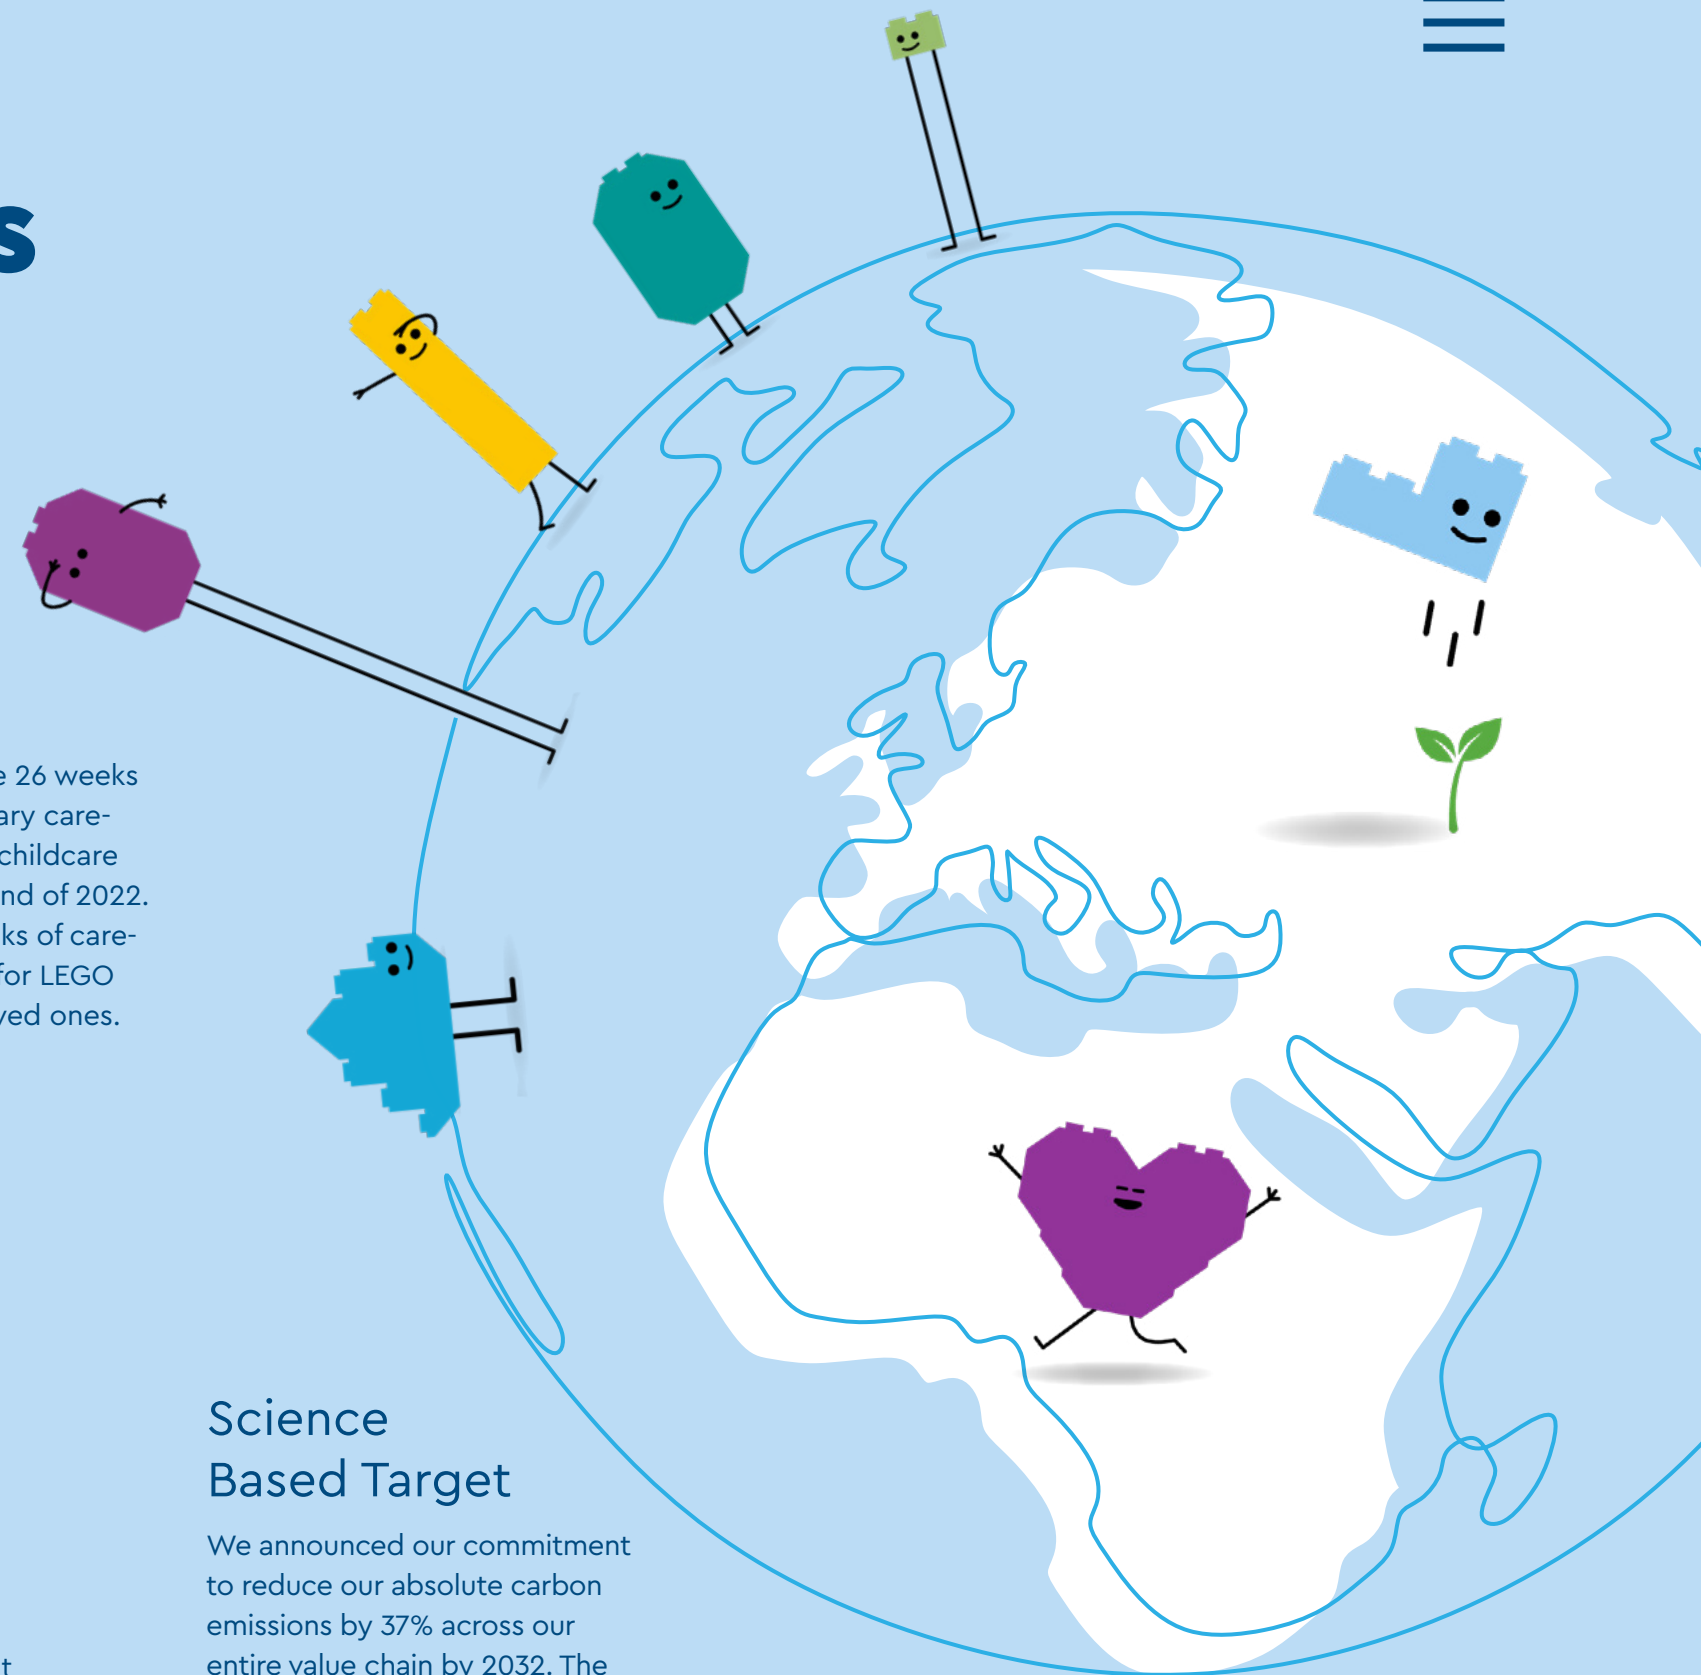 s
e 26 weeks
ary care-
childcare
nd of 2022.
ks of care-
for LEGO
ved ones.
Science
Based Target
We announced our commitment
to reduce our absolute carbon
emissions by 37% across our
entire value chain by 2032. The
t